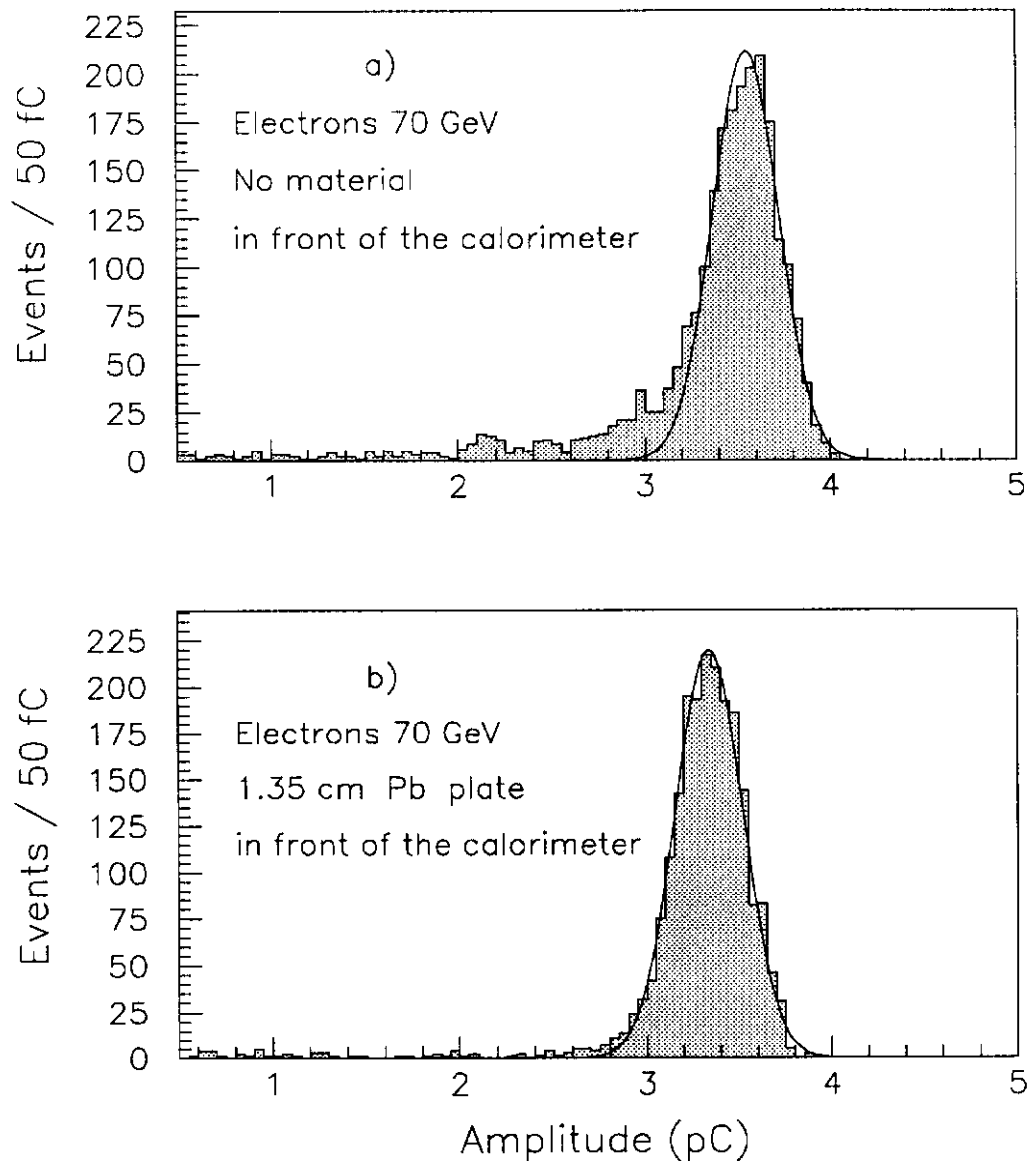 Events / 50 fC
225
200
175
150
125
100
75
50
25
0
a)
Electrons 70 GeV
No material
in front of the calorimeter
1
2
3
4
5
Events / 50 fC
225
200
175
150
125
100
75
50
25
0
b)
Electrons 70 GeV
1.35 cm Pb plate
in front of the calorimeter
1
2
3
4
5
Amplitude (pC)